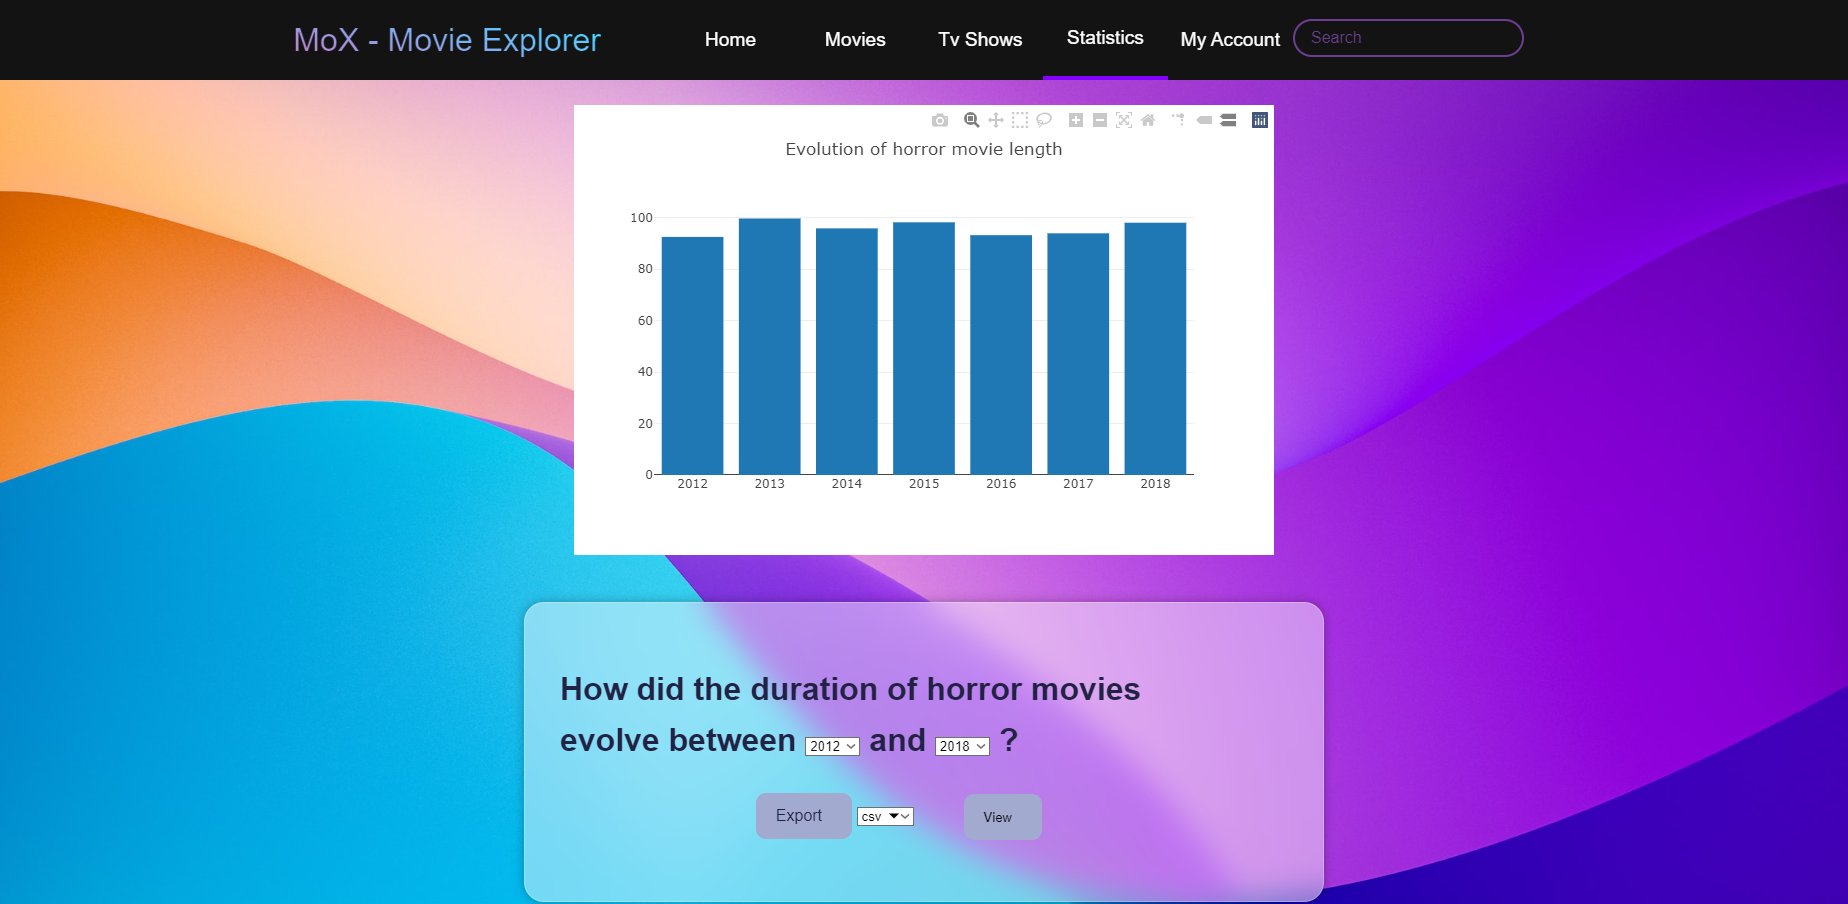 MoX - Movie Explorer
Home
Movies
Tv Shows
Statistics
My Account
Search
Evolution of horror movie length
100
80
60
40
20
0
2012
2013
2014
2015
2016
2017
2018
How did the duration of horror movies
evolve between 2012 and 2018 ?
Export
csv
View